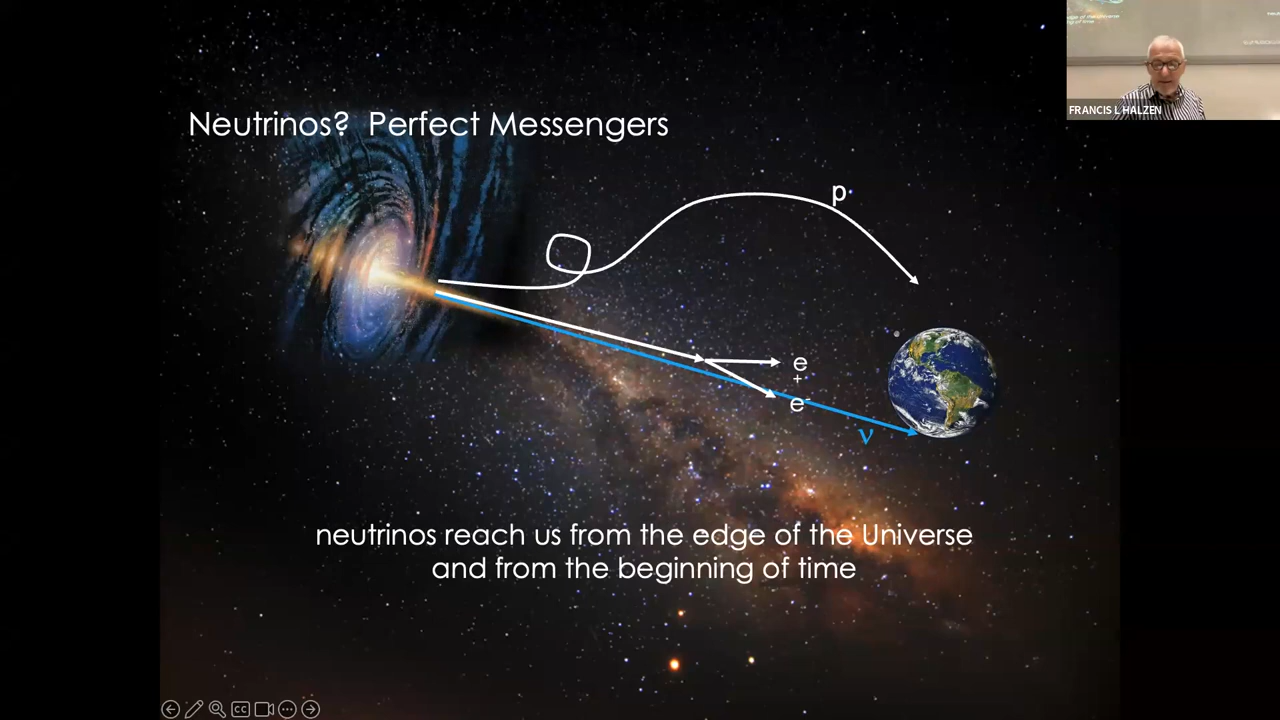 FRANCIS L HALZEN
Neutrinos? Perfect Messengers
p
e
+
e-
ν
neutrinos reach us from the edge of the Universe
and from the beginning of time
CC